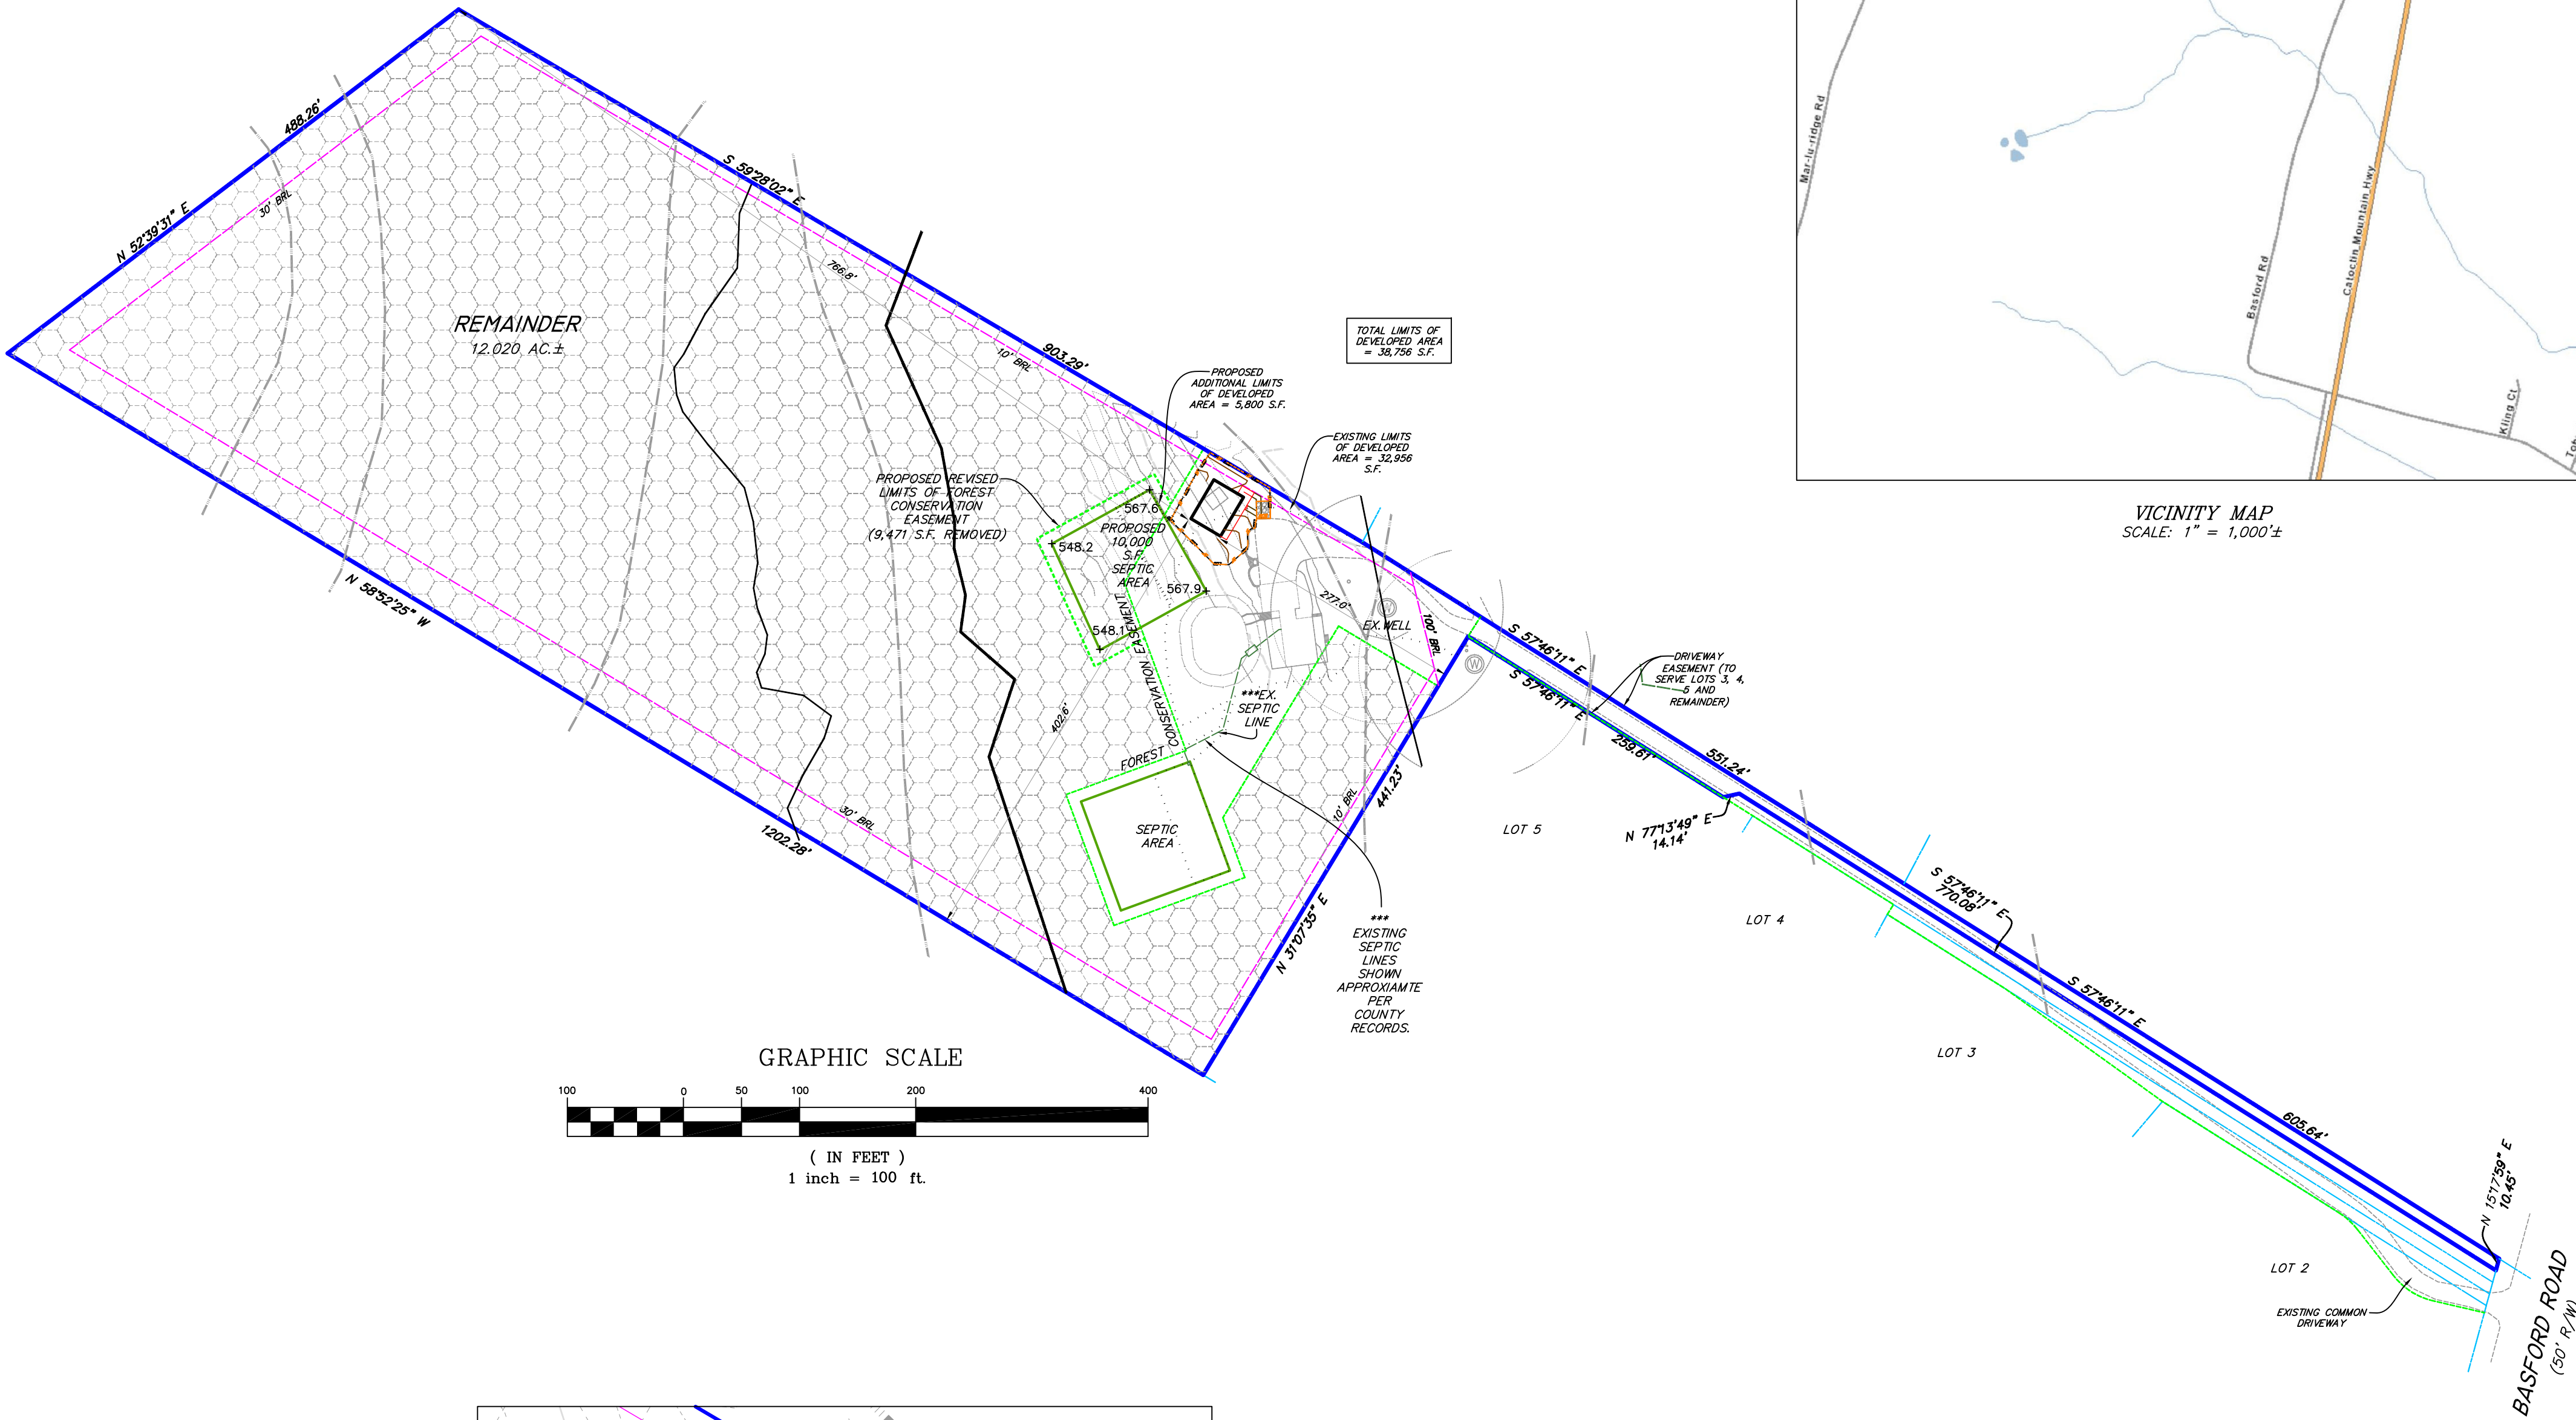 488.26'
N 52°39'31" E
30' BRL
REMAINDER
12.020 AC.±
S 59°28'02" E
766.8'
10' BRL
903.29'
TOTAL LIMITS OF
DEVELOPED AREA
= 38,756 S.F.
PROPOSED
ADDITIONAL LIMITS
OF DEVELOPED
AREA = 5,800 S.F.
EXISTING LIMITS
OF DEVELOPED
AREA = 32,956
S.F.
PROPOSED REVISED
LIMITS OF FOREST
CONSERVATION
EASEMENT
(9,471 S.F. REMOVED)
567.6
PROPOSED
10,000
S.F.
SEPTIC
AREA
548.2
567.9
548.1
FOREST CONSERVATION EASEMENT
277.0'
EX.WELL
W
W
100' BRL
***EX.
SEPTIC
LINE
402.6'
SEPTIC
AREA
N 58°52'25" W
1202.28'
30' BRL
10' BRL
441.23'
N 31°07'35" E
***
EXISTING
SEPTIC
LINES
SHOWN
APPROXIAMTE
PER
COUNTY
RECORDS.
S 57°46'11" E
S 57°46'11" E
259.61'
551.24'
DRIVEWAY
EASEMENT (TO
SERVE LOTS 3, 4,
5 AND
REMAINDER)
LOT 5
N 77°13'49" E
14.14'
LOT 4
S 57°46'11" E
770.08'
S 57°46'11" E
LOT 3
605.64'
N 15°17'59" E
10.45'
LOT 2
EXISTING COMMON
DRIVEWAY
BASFORD ROAD
(50' R/W)
GRAPHIC SCALE
100 0 50 100 200 400
( IN FEET )
1 inch = 100 ft.
Mar-lu-ridge Rd
Basford Rd
Catoctin Mountain Hwy
Kling Ct
VICINITY MAP
SCALE: 1" = 1,000'±